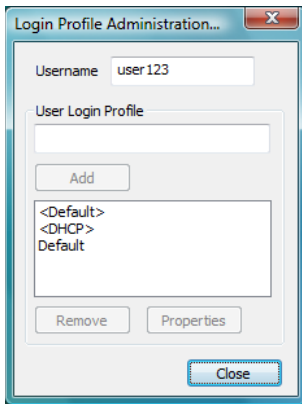 Login Profile Administration...
Username user123
User Login Profile
Add
<Default>
<DHCP>
Default
Remove Properties
Close